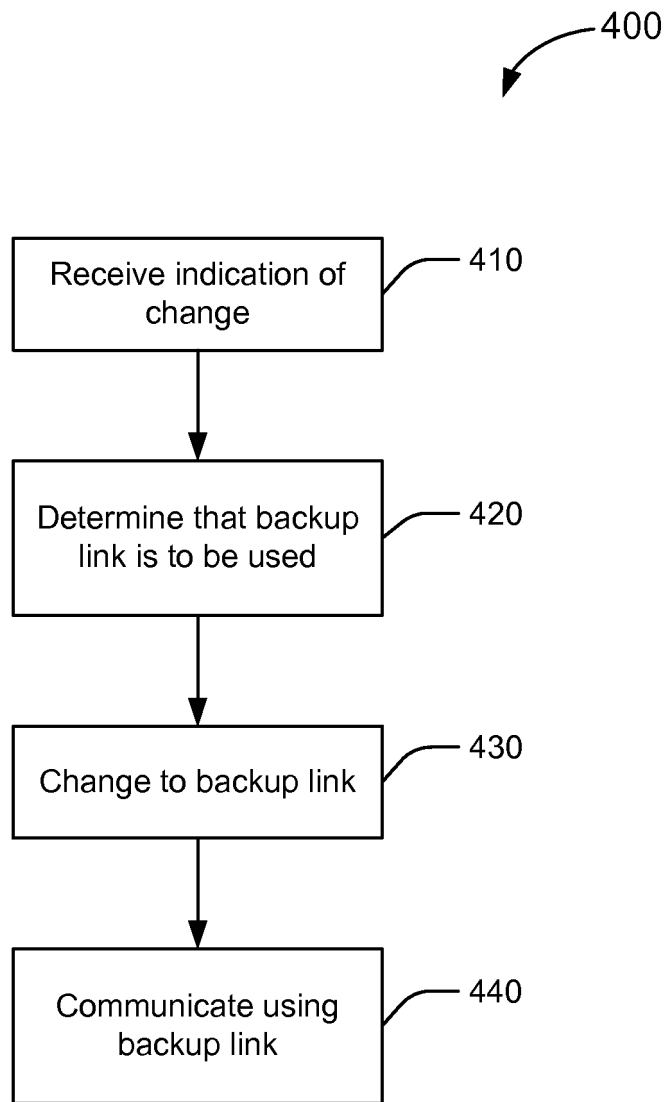 400
Receive indication of
change
410
Determine that backup
link is to be used
420
Change to backup link
430
Communicate using
backup link
440